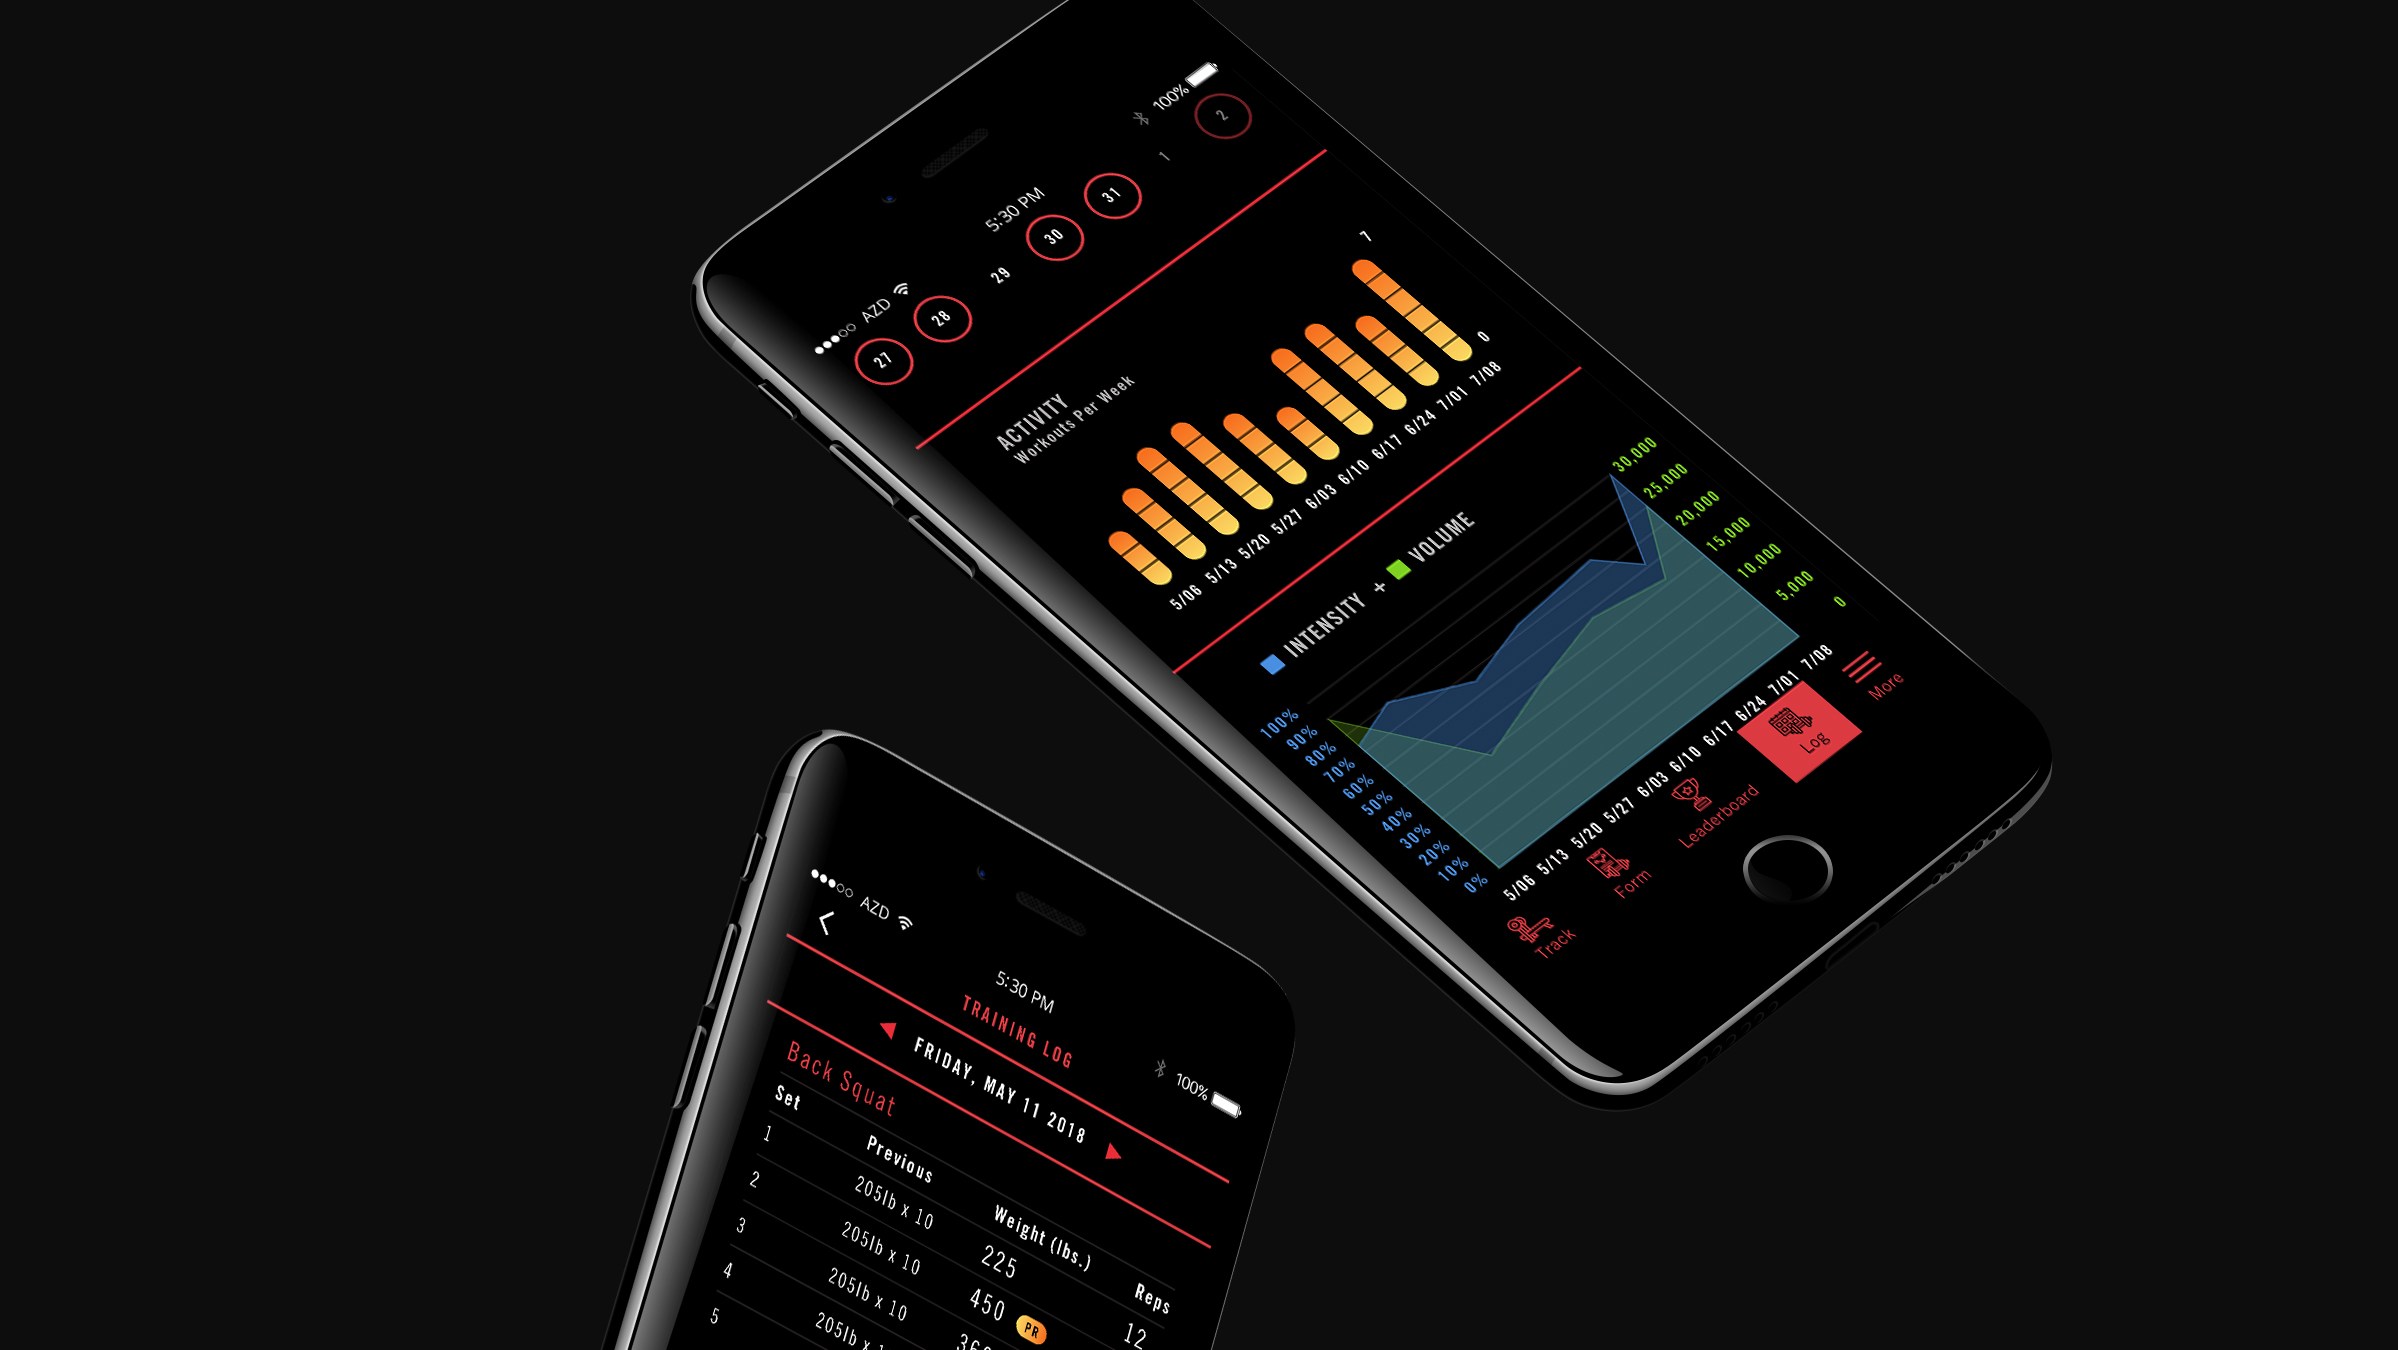 ●●●○○ AZD
5:30 PM
100%
27 28 29 30 31 1 2
ACTIVITY
Workouts Per Week
7
0
5/06 5/13 5/20 5/27 6/03 6/10 6/17 6/24 7/01 7/08
INTENSITY + VOLUME
100%
90%
80%
70%
60%
50%
40%
30%
20%
10%
0%
30,000
25,000
20,000
15,000
10,000
5,000
0
5/06 5/13 5/20 5/27 6/03 6/10 6/17 6/24 7/01 7/08
Track Form Leaderboard Log More
●●●○○ AZD
5:30 PM
100%
TRAINING LOG
FRIDAY, MAY 11 2018
Back Squat
Set Previous Weight (lbs.) Reps
1 205lb x 10 225 12
2 205lb x 10 450 PR
3 205lb x 10
4 205lb x
5